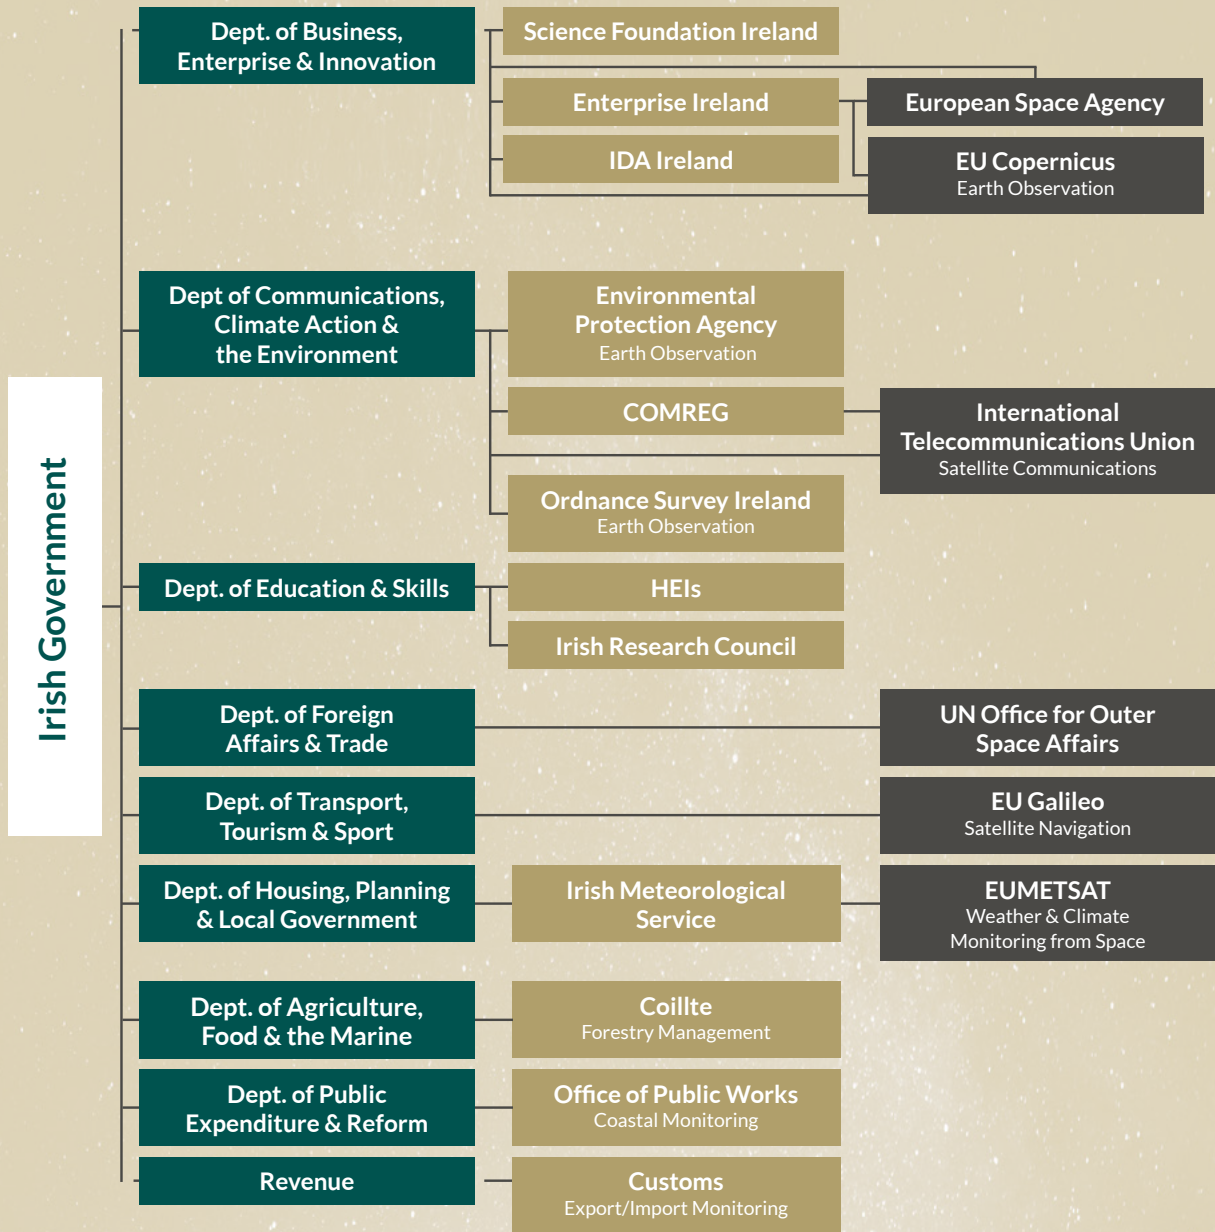 Irish Government
Dept. of Business,
Enterprise & Innovation
Science Foundation Ireland
Enterprise Ireland
IDA Ireland
European Space Agency
EU Copernicus
Earth Observation
Dept of Communications,
Climate Action &
the Environment
Environmental
Protection Agency
Earth Observation
COMREG
Ordnance Survey Ireland
Earth Observation
International
Telecommunications Union
Satellite Communications
Dept. of Education & Skills
HEIs
Irish Research Council
Dept. of Foreign
Affairs & Trade
UN Office for Outer
Space Affairs
Dept. of Transport,
Tourism & Sport
EU Galileo
Satellite Navigation
Dept. of Housing, Planning
& Local Government
Irish Meteorological
Service
EUMETSAT
Weather & Climate
Monitoring from Space
Dept. of Agriculture,
Food & the Marine
Coillte
Forestry Management
Dept. of Public
Expenditure & Reform
Office of Public Works
Coastal Monitoring
Revenue
Customs
Export/Import Monitoring